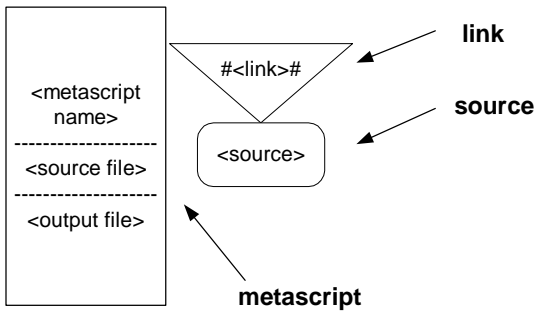 <metascript
name>
<source file>
<output file>
#<link>#
<source>
link
source
metascript